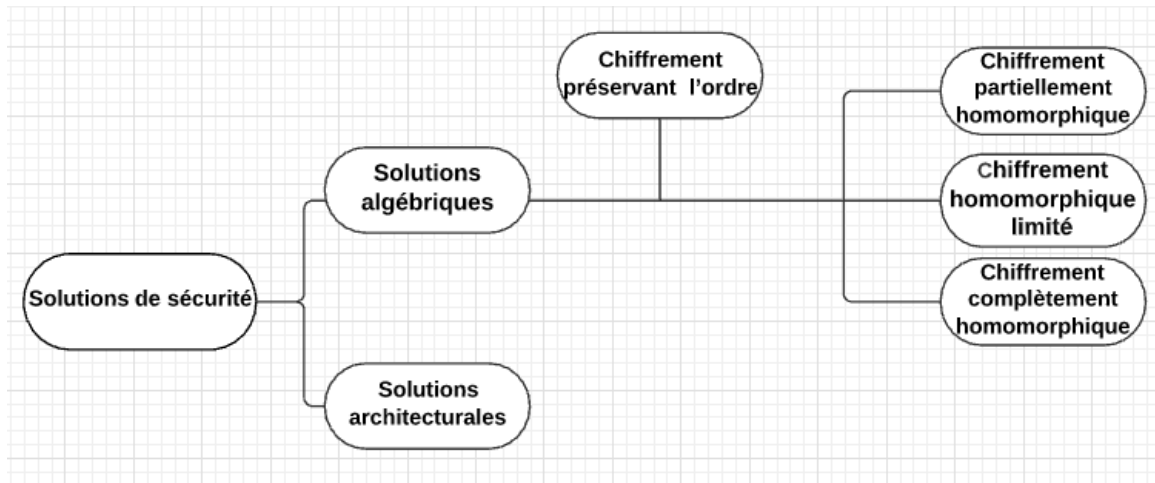 Chiffrement
préservant l'ordre
Chiffrement
partiellement
homomorphique
Solutions
algébriques
Chiffrement
homomorphique
limité
Solutions de sécurité
Chiffrement
complètement
homomorphique
Solutions
architecturales